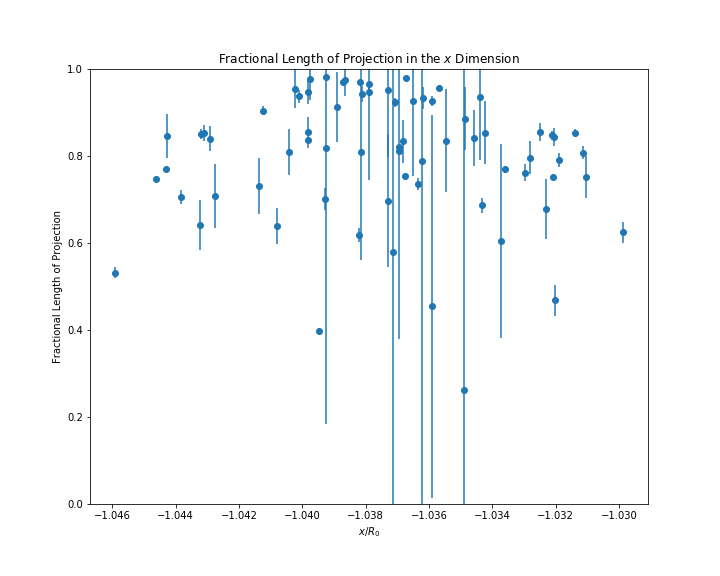 Fractional Length of Projection in the x Dimension
Fractional Length of Projection
1.0
0.8
0.6
0.4
0.2
0.0
−1.046 −1.044 −1.042 −1.040 −1.038 −1.036 −1.034 −1.032 −1.030
x/R₀